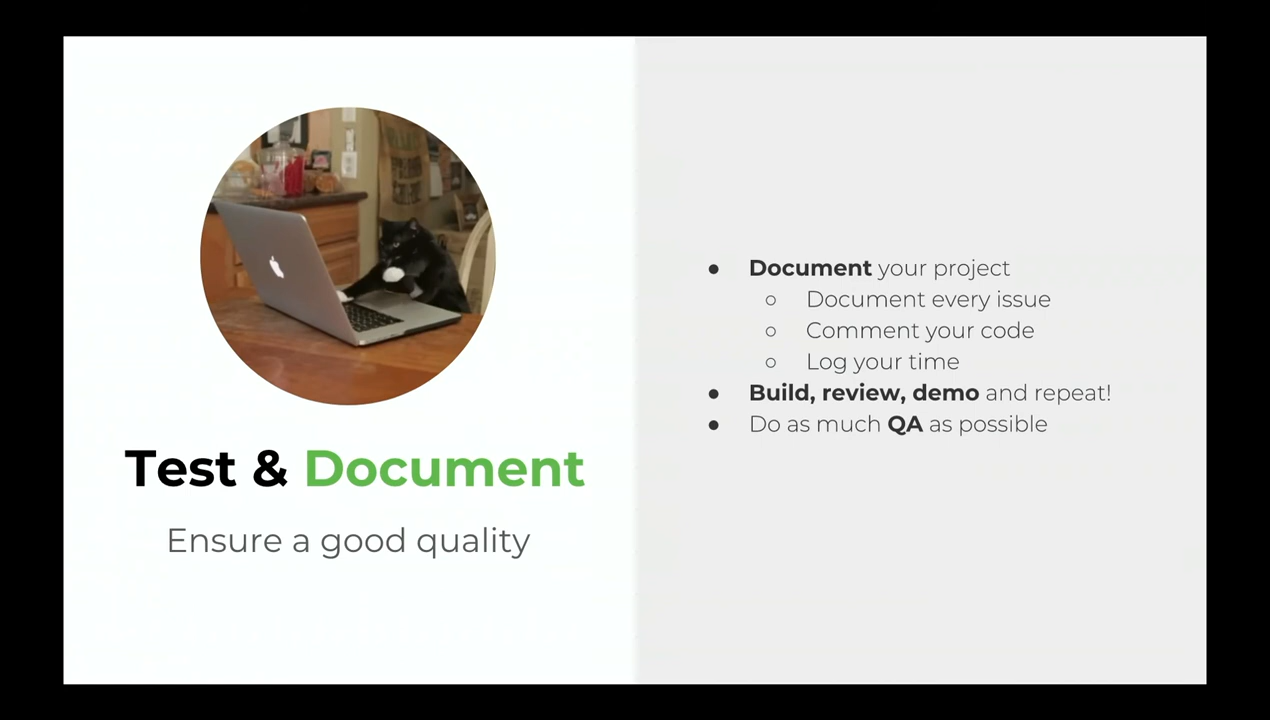 Test & Document
Ensure a good quality
● Document your project
○ Document every issue
○ Comment your code
○ Log your time
● Build, review, demo and repeat!
● Do as much QA as possible